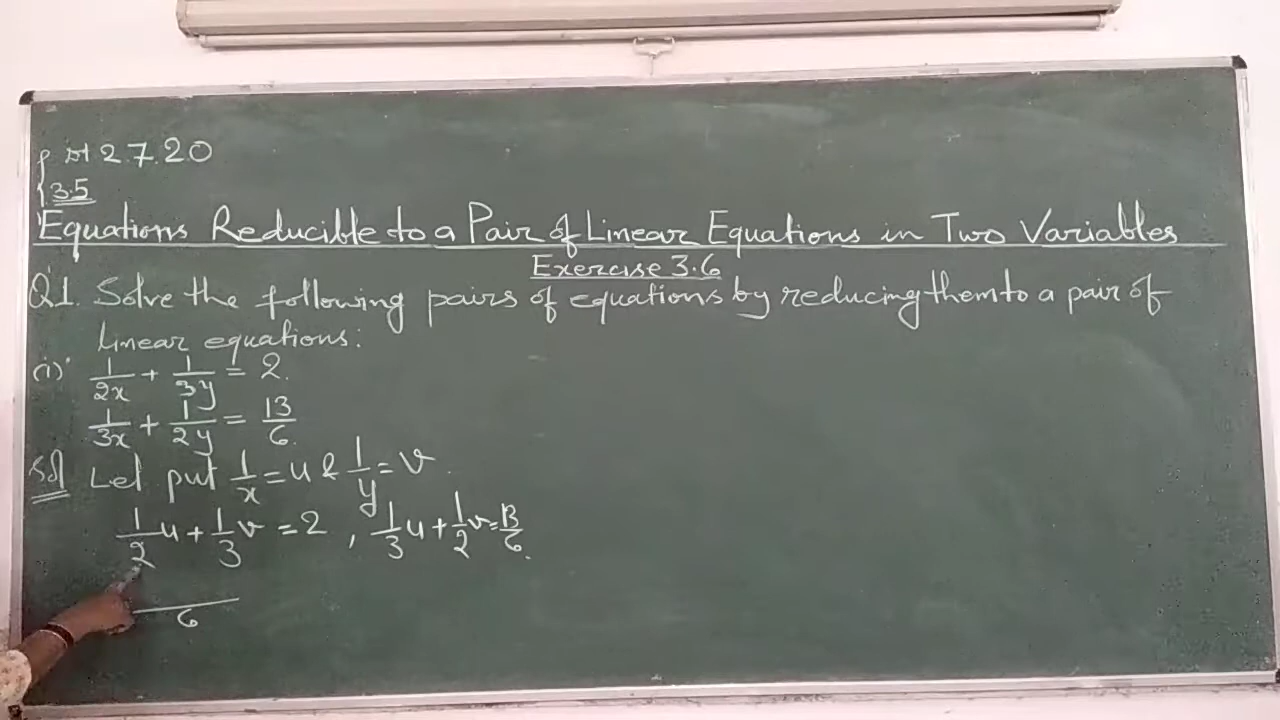 2.7.20
3.5
Equations Reducible to a Pair of Linear Equations in Two Variables
Exercise 3.6
Q1. Solve the following pairs of equations by reducing them to a pair of
linear equations:
(i) 1/2x + 1/3y = 2.
1/3x + 1/2y = 13/6.
Sol Let put 1/x = u & 1/y = v.
1/2 u + 1/3 v = 2, 1/3 u + 1/2 v = 13/6.
6